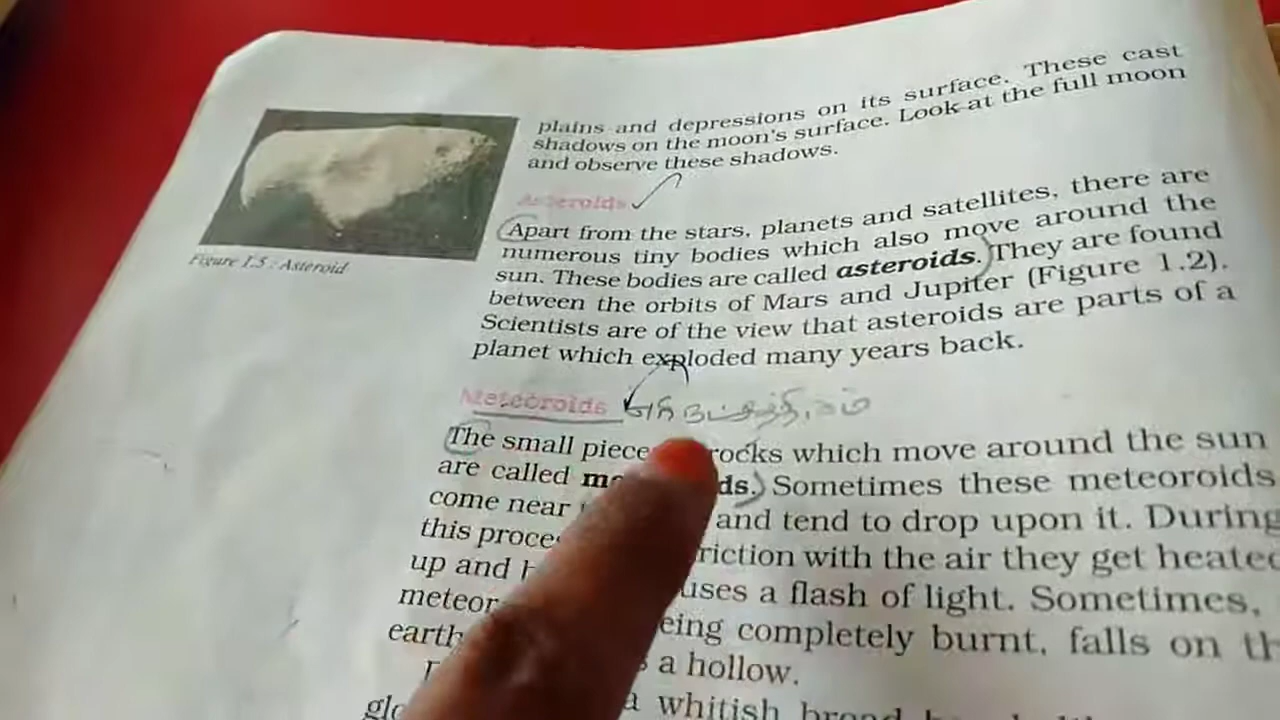 plains and depressions on its surface. These cast
shadows on the moon's surface. Look at the full moon
and observe these shadows.
Asteroids
Apart from the stars, planets and satellites, there are
numerous tiny bodies which also move around the
sun. These bodies are called asteroids. They are found
between the orbits of Mars and Jupiter (Figure 1.2).
Scientists are of the view that asteroids are parts of a
planet which exploded many years back.
Figure 1.5 : Asteroid
Meteoroids
The small piece rocks which move around the sun
are called ds. Sometimes these meteoroids
come near and tend to drop upon it. During
this riction with the air they get heated
up and uses a flash of light. Sometimes,
meteor
earth eing completely burnt, falls on
a hollow.
a whitish broad